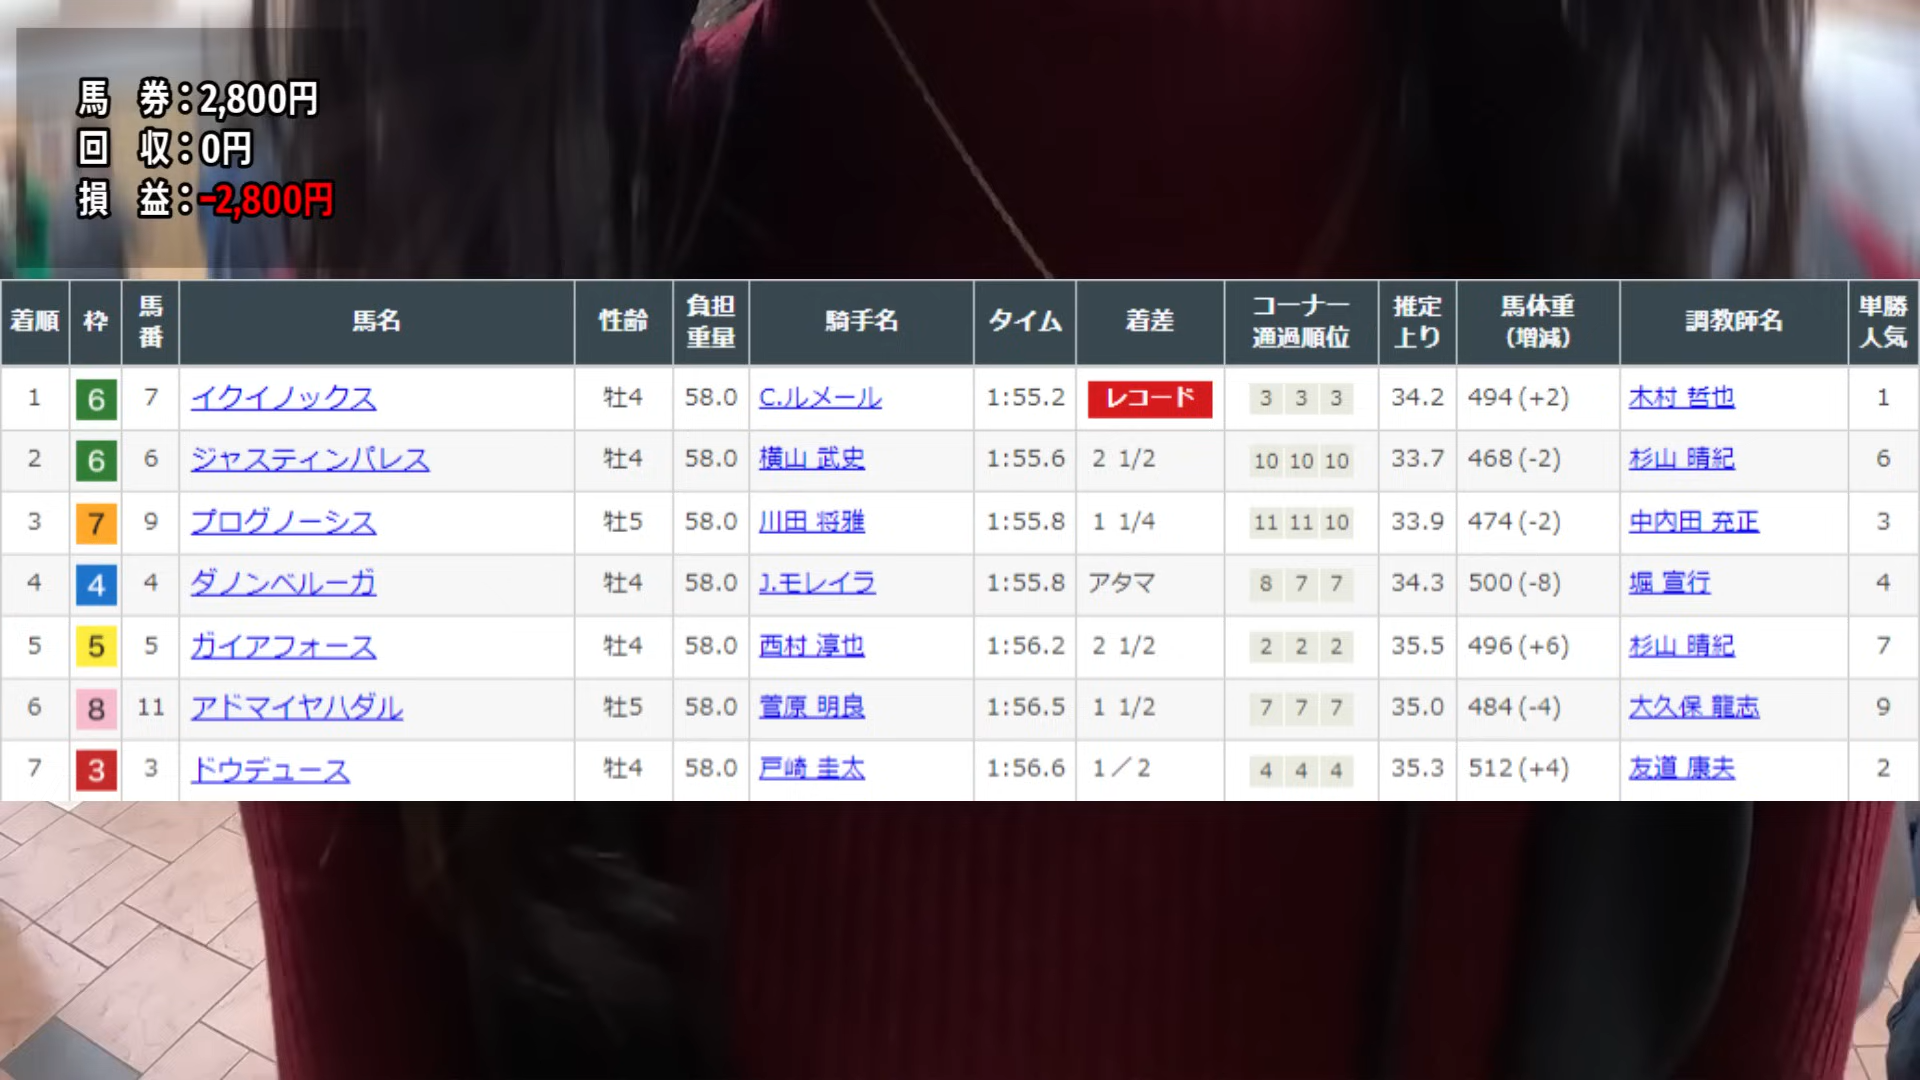 馬 券：2,800円
回 収：0円
損 益：-2,800円
着順 枠 馬番 馬名 性齢 負担重量 騎手名 タイム 着差 コーナー通過順位 推定上り 馬体重(増減) 調教師名 単勝人気
1 6 7 イクイノックス 牡4 58.0 C.ルメール 1:55.2 レコード 3 3 3 34.2 494(+2) 木村 哲也 1
2 6 6 ジャスティンパレス 牡4 58.0 横山 武史 1:55.6 2 1/2 10 10 10 33.7 468(-2) 杉山 晴紀 6
3 7 9 プログノーシス 牡5 58.0 川田 将雅 1:55.8 1 1/4 11 11 10 33.9 474(-2) 中内田 充正 3
4 4 4 ダノンベルーガ 牡4 58.0 J.モレイラ 1:55.8 アタマ 8 7 7 34.3 500(-8) 堀 宣行 4
5 5 5 ガイアフォース 牡4 58.0 西村 淳也 1:56.2 2 1/2 2 2 2 35.5 496(+6) 杉山 晴紀 7
6 8 11 アドマイヤハダル 牡5 58.0 菅原 明良 1:56.5 1 1/2 7 7 7 35.0 484(-4) 大久保 龍志 9
7 3 3 ドウデュース 牡4 58.0 戸崎 圭太 1:56.6 1／2 4 4 4 35.3 512(+4) 友道 康夫 2